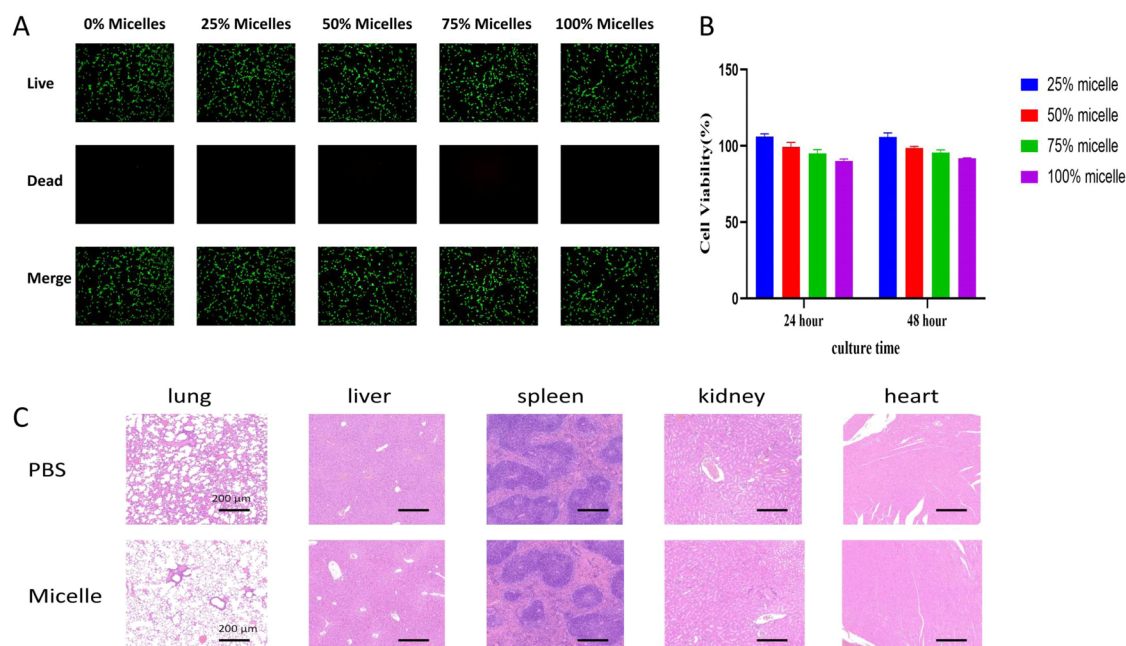 A
0% Micelles 25% Micelles 50% Micelles 75% Micelles 100% Micelles
Live
Dead
Merge
B
150
100
50
0
Cell Viability(%)
24 hour 48 hour
culture time
25% micelle
50% micelle
75% micelle
100% micelle
C
lung liver spleen kidney heart
PBS
200 μm
Micelle
200 μm